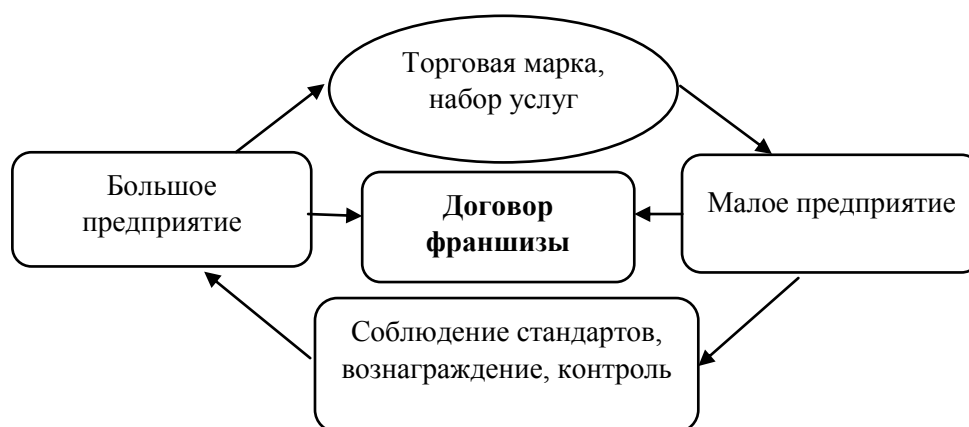 Торговая марка,
набор услуг
Большое
предприятие
Договор
франшизы
Малое предприятие
Соблюдение стандартов,
вознаграждение, контроль